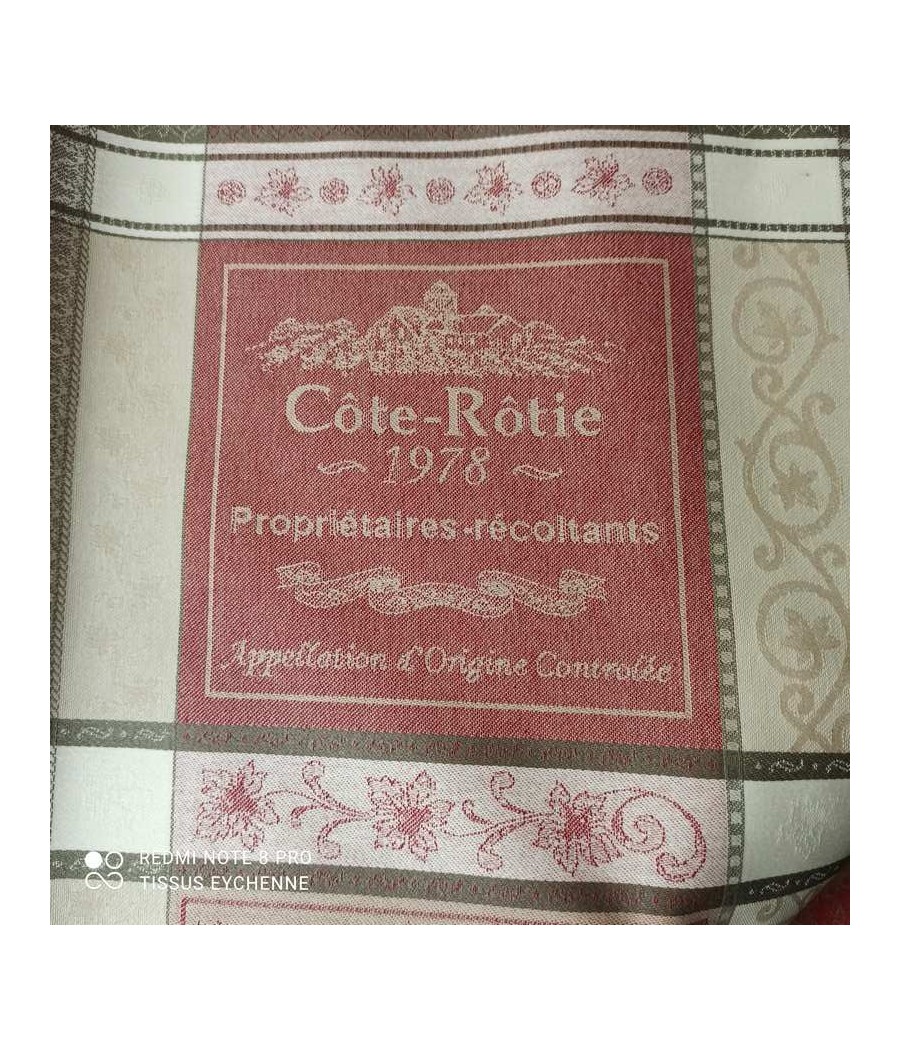 Côte-Rôtie
1978
Propriétaires-récoltants
Appellation d'Origine Controlée
REDMI NOTE 8 PRO
TISSUS EYCHENNE